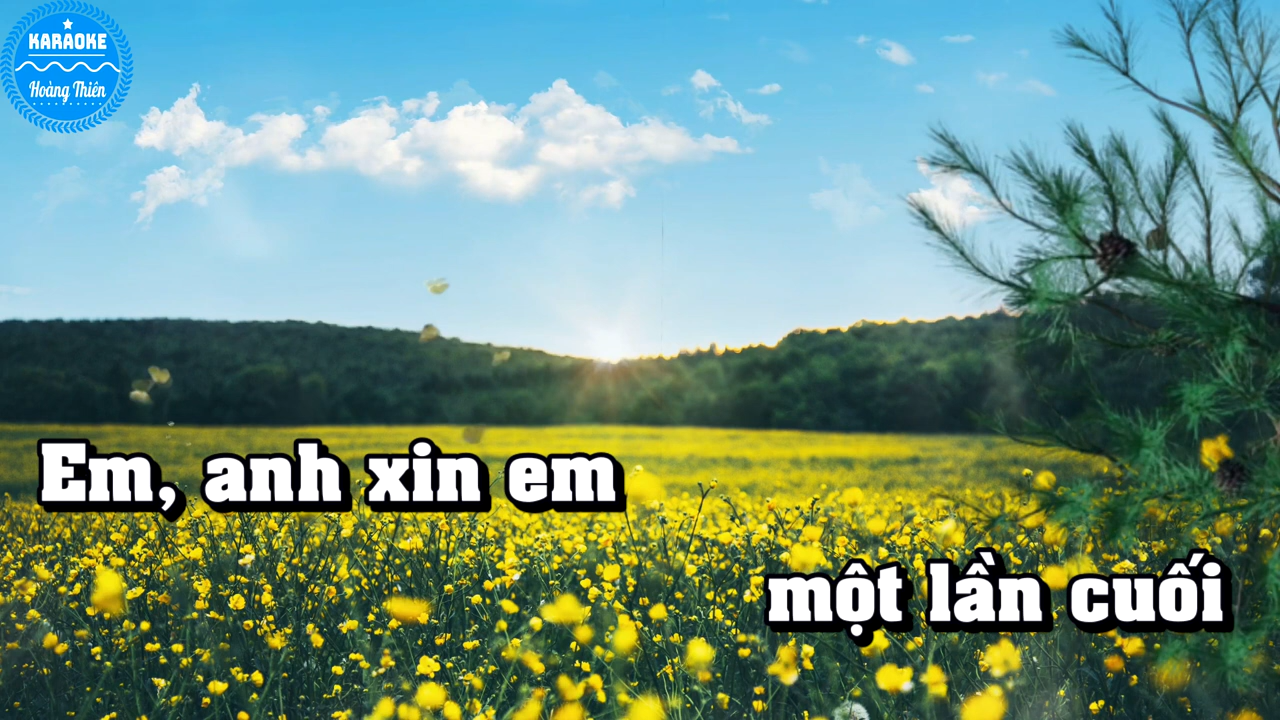 KARAOKE
Hoàng Thiên
Em, anh xin em
một lần cuối